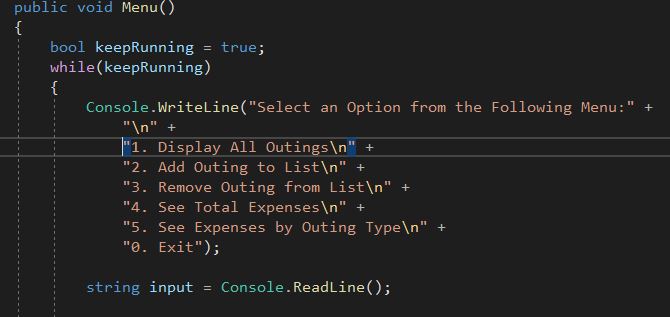 public void Menu()
{
bool keepRunning = true;
while(keepRunning)
{
Console.WriteLine("Select an Option from the Following Menu:" +
"\n" +
"1. Display All Outings\n" +
"2. Add Outing to List\n" +
"3. Remove Outing from List\n" +
"4. See Total Expenses\n" +
"5. See Expenses by Outing Type\n" +
"0. Exit");
string input = Console.ReadLine();